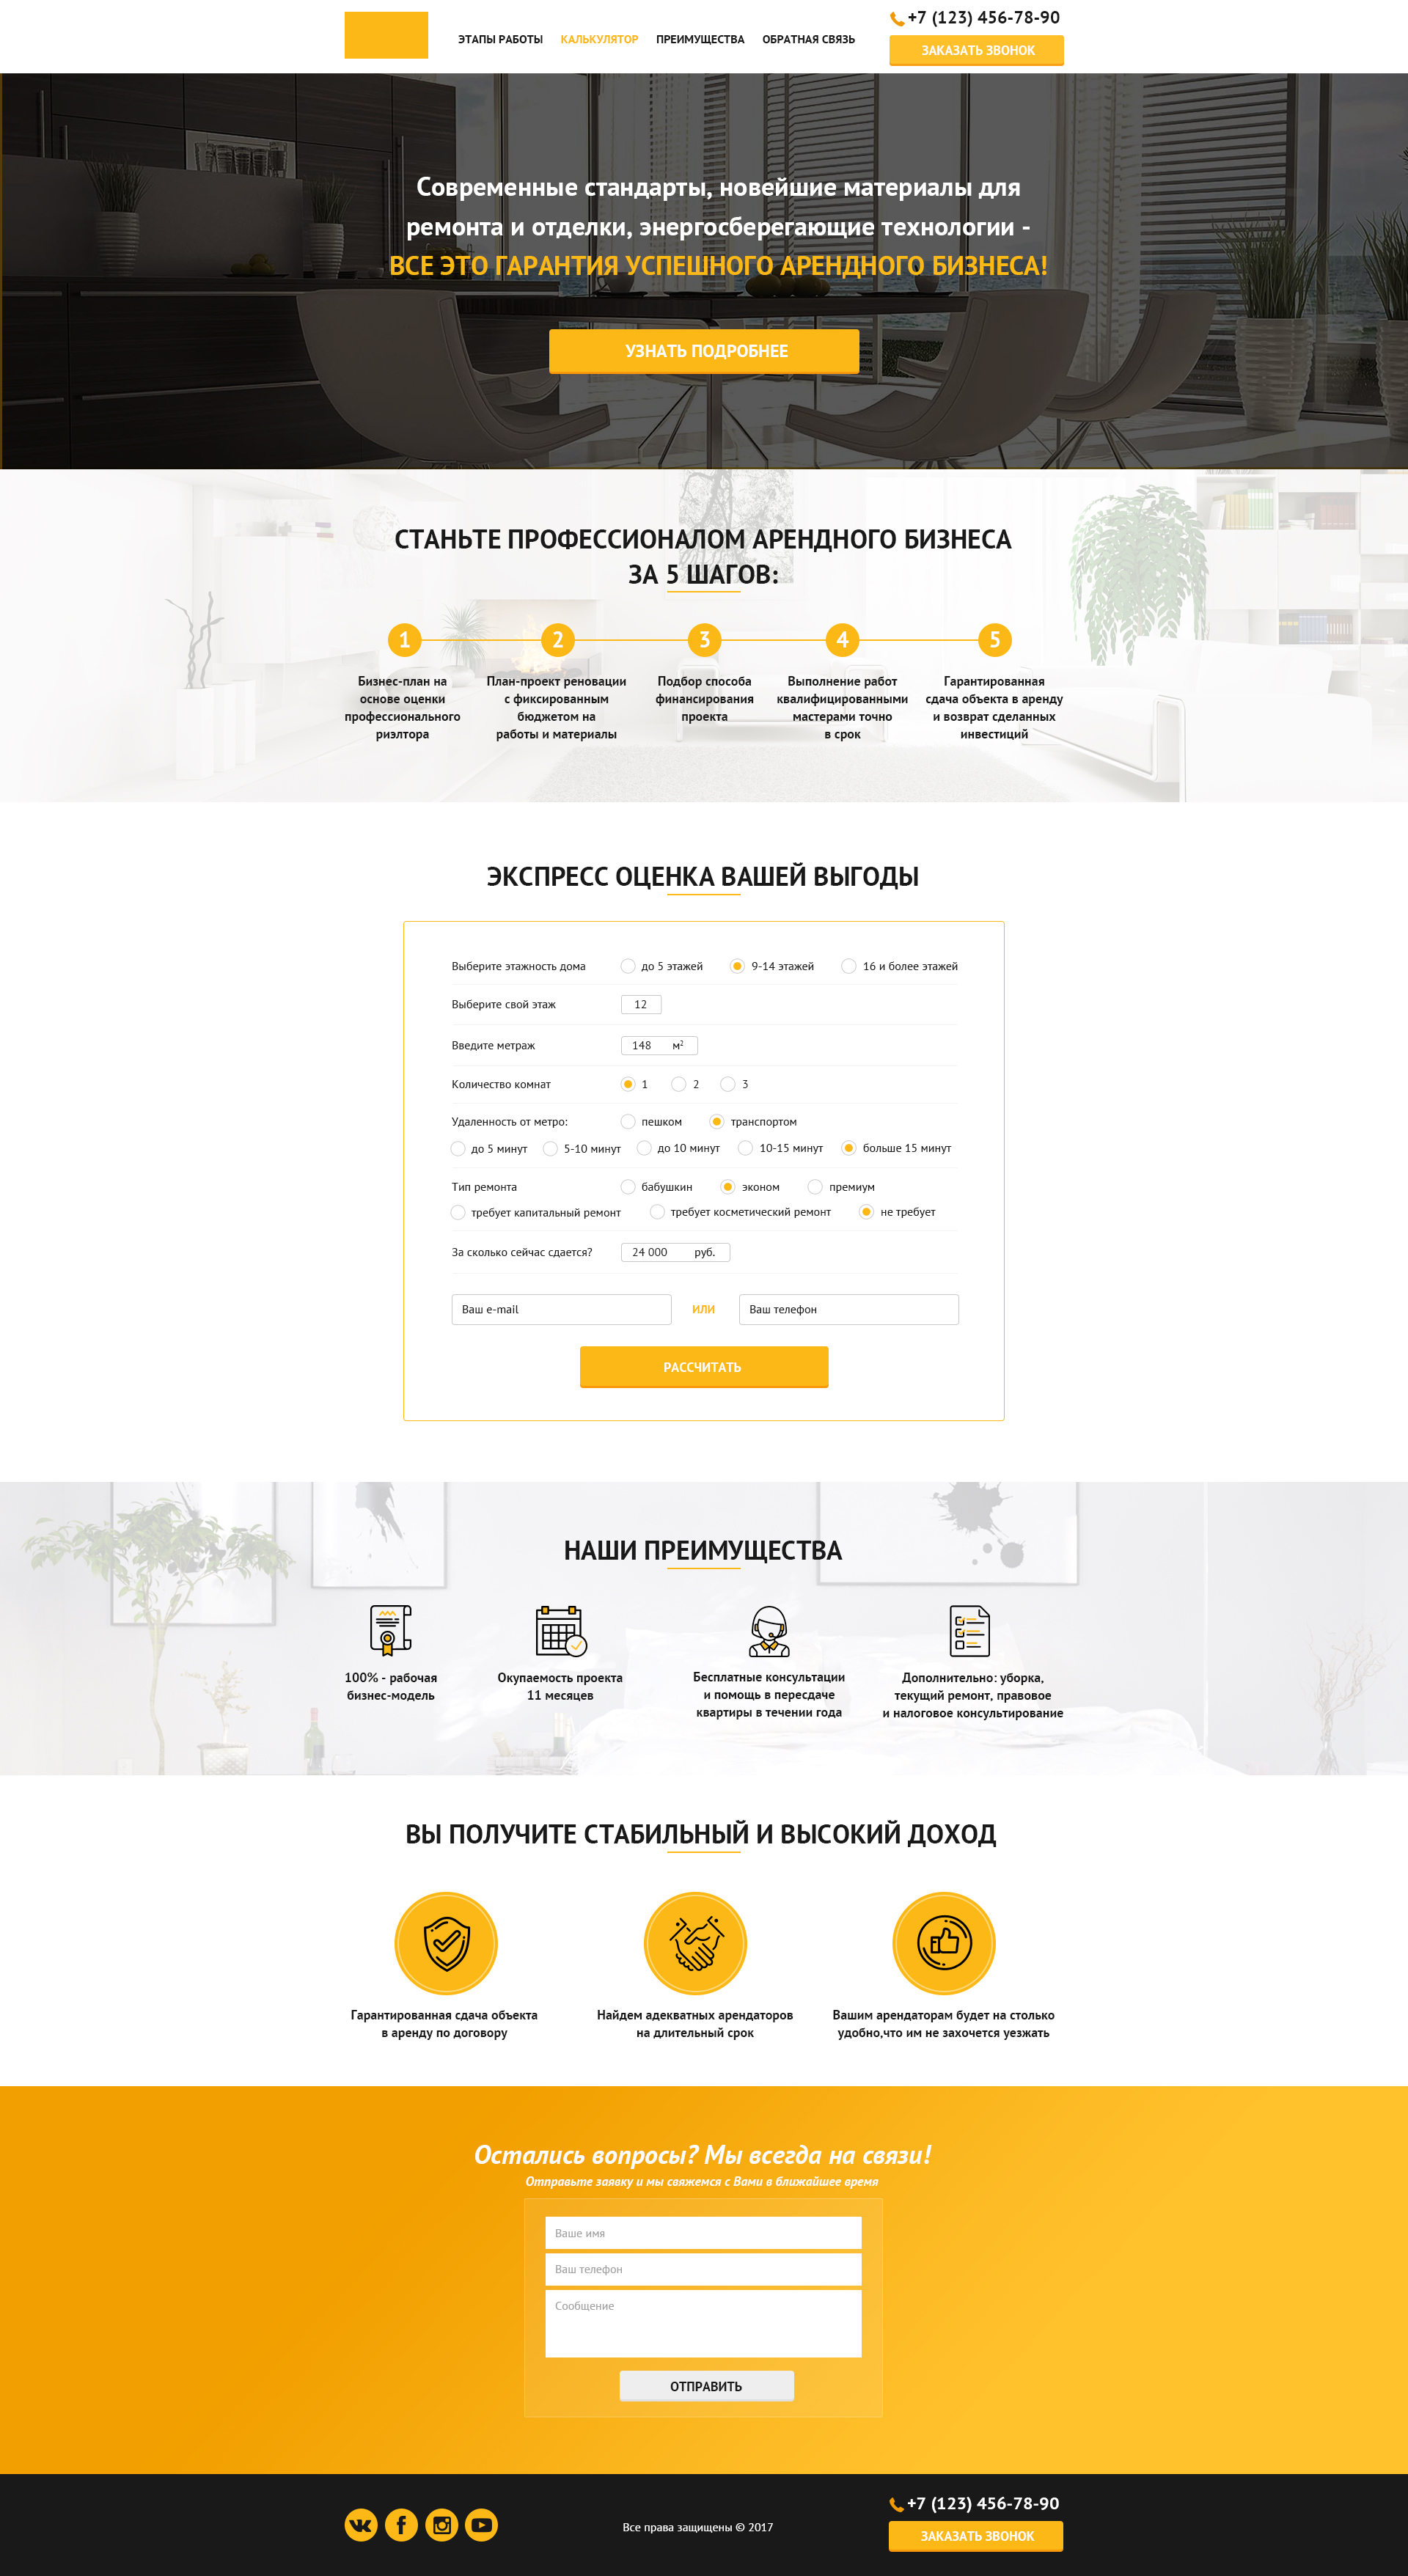 ЭТАПЫ РАБОТЫ КАЛЬКУЛЯТОР ПРЕИМУЩЕСТВА ОБРАТНАЯ СВЯЗЬ
+7 (123) 456-78-90
ЗАКАЗАТЬ ЗВОНОК
Современные стандарты, новейшие материалы для
ремонта и отделки, энергосберегающие технологии -
ВСЕ ЭТО ГАРАНТИЯ УСПЕШНОГО АРЕНДНОГО БИЗНЕСА!
УЗНАТЬ ПОДРОБНЕЕ
СТАНЬТЕ ПРОФЕССИОНАЛОМ АРЕНДНОГО БИЗНЕСА
ЗА 5 ШАГОВ:
1
Бизнес-план на
основе оценки
профессионального
риэлтора
2
План-проект реновации
с фиксированным
бюджетом на
работы и материалы
3
Подбор способа
финансирования
проекта
4
Выполнение работ
квалифицированными
мастерами точно
в срок
5
Гарантированная
сдача объекта в аренду
и возврат сделанных
инвестиций
ЭКСПРЕСС ОЦЕНКА ВАШЕЙ ВЫГОДЫ
Выберите этажность дома до 5 этажей 9-14 этажей 16 и более этажей
Выберите свой этаж 12
Введите метраж 148 м²
Количество комнат 1 2 3
Удаленность от метро: пешком транспортом
до 5 минут 5-10 минут до 10 минут 10-15 минут больше 15 минут
Тип ремонта бабушкин эконом премиум
требует капитальный ремонт требует косметический ремонт не требует
За сколько сейчас сдается? 24 000 руб.
Ваш e-mail ИЛИ Ваш телефон
РАССЧИТАТЬ
НАШИ ПРЕИМУЩЕСТВА
100% - рабочая
бизнес-модель
Окупаемость проекта
11 месяцев
Бесплатные консультации
и помощь в пересдаче
квартиры в течении года
Дополнительно: уборка,
текущий ремонт, правовое
и налоговое консультирование
ВЫ ПОЛУЧИТЕ СТАБИЛЬНЫЙ И ВЫСОКИЙ ДОХОД
Гарантированная сдача объекта
в аренду по договору
Найдем адекватных арендаторов
на длительный срок
Вашим арендаторам будет на столько
удобно,что им не захочется уезжать
Остались вопросы? Мы всегда на связи!
Отправьте заявку и мы свяжемся с Вами в ближайшее время
Ваше имя
Ваш телефон
Сообщение
ОТПРАВИТЬ
Все права защищены © 2017
+7 (123) 456-78-90
ЗАКАЗАТЬ ЗВОНОК